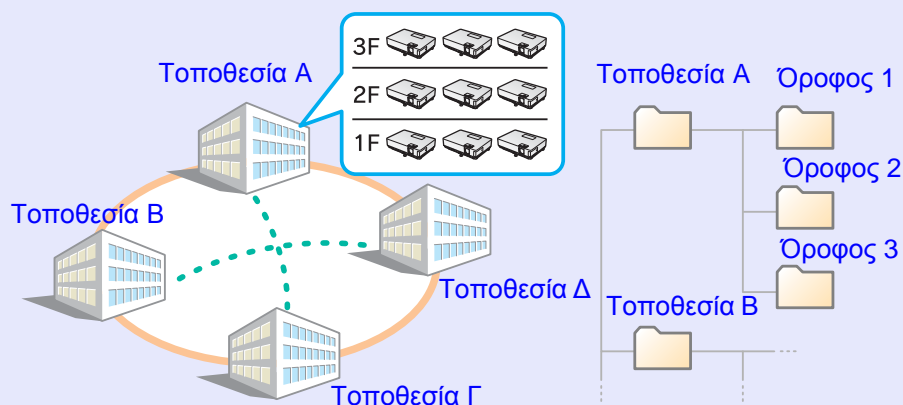 3F
2F
1F
Τοποθεσία Α
Τοποθεσία Β
Τοποθεσία Δ
Τοποθεσία Γ
Τοποθεσία Α
Όροφος 1
Όροφος 2
Όροφος 3
Τοποθεσία Β